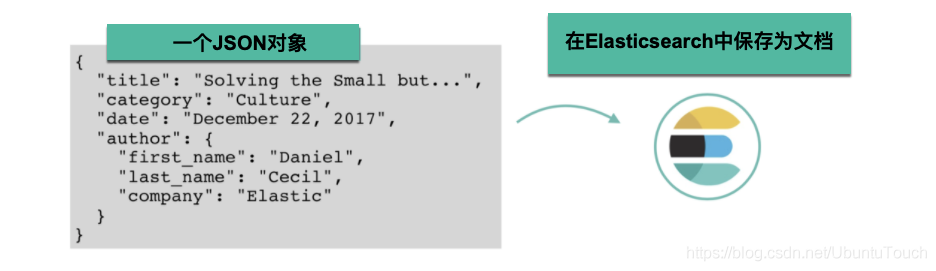 一个JSON对象
{
  "title": "Solving the Small but...",
  "category": "Culture",
  "date": "December 22, 2017",
  "author": {
    "first_name": "Daniel",
    "last_name": "Cecil",
    "company": "Elastic"
  }
}
在Elasticsearch中保存为文档
https://blog.csdn.net/UbuntuTouch